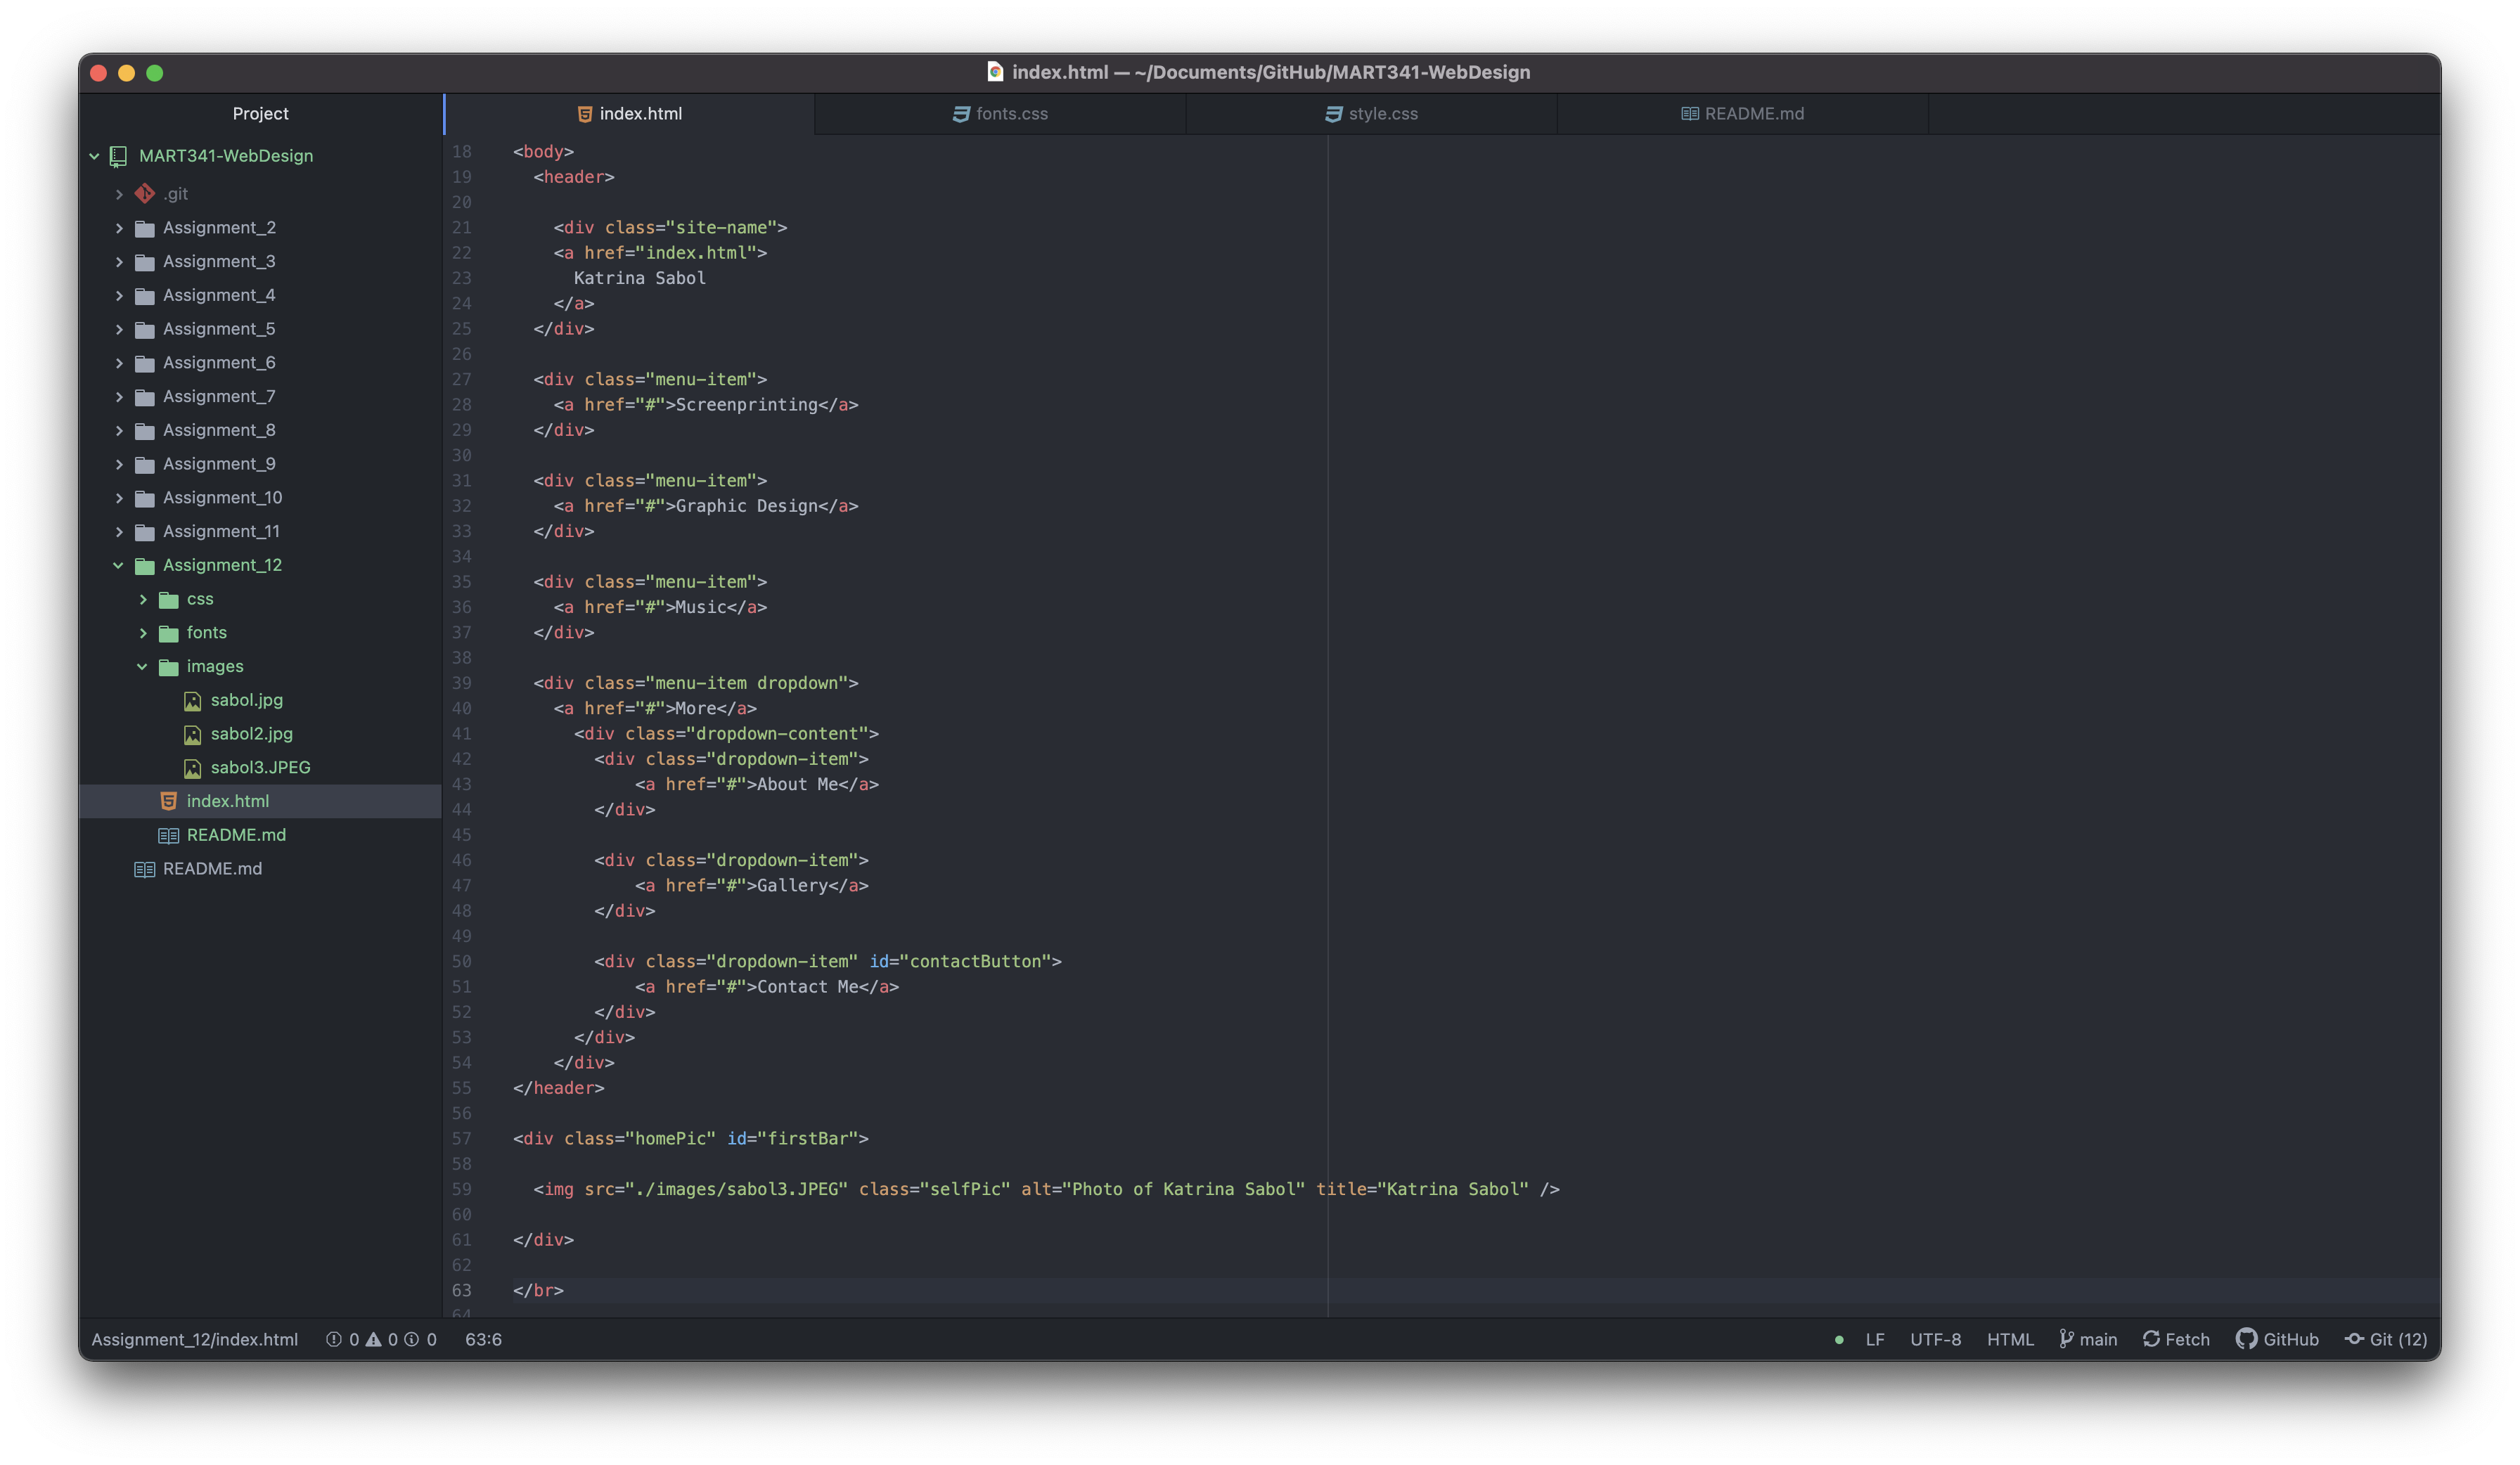 index.html — ~/Documents/GitHub/MART341-WebDesign
Project
index.html
fonts.css
style.css
README.md
MART341-WebDesign
.git
Assignment_2
Assignment_3
Assignment_4
Assignment_5
Assignment_6
Assignment_7
Assignment_8
Assignment_9
Assignment_10
Assignment_11
Assignment_12
css
fonts
images
sabol.jpg
sabol2.jpg
sabol3.JPEG
index.html
README.md
README.md
18 <body>
19 <header>
20
21 <div class="site-name">
22 <a href="index.html">
23 Katrina Sabol
24 </a>
25 </div>
26
27 <div class="menu-item">
28 <a href="#">Screenprinting</a>
29 </div>
30
31 <div class="menu-item">
32 <a href="#">Graphic Design</a>
33 </div>
34
35 <div class="menu-item">
36 <a href="#">Music</a>
37 </div>
38
39 <div class="menu-item dropdown">
40 <a href="#">More</a>
41 <div class="dropdown-content">
42 <div class="dropdown-item">
43 <a href="#">About Me</a>
44 </div>
45
46 <div class="dropdown-item">
47 <a href="#">Gallery</a>
48 </div>
49
50 <div class="dropdown-item" id="contactButton">
51 <a href="#">Contact Me</a>
52 </div>
53 </div>
54 </div>
55 </header>
56
57 <div class="homePic" id="firstBar">
58
59 <img src="./images/sabol3.JPEG" class="selfPic" alt="Photo of Katrina Sabol" title="Katrina Sabol" />
60
61 </div>
62
63 </br>
64
Assignment_12/index.html 0 0 0 63:6 LF UTF-8 HTML main Fetch GitHub Git (12)